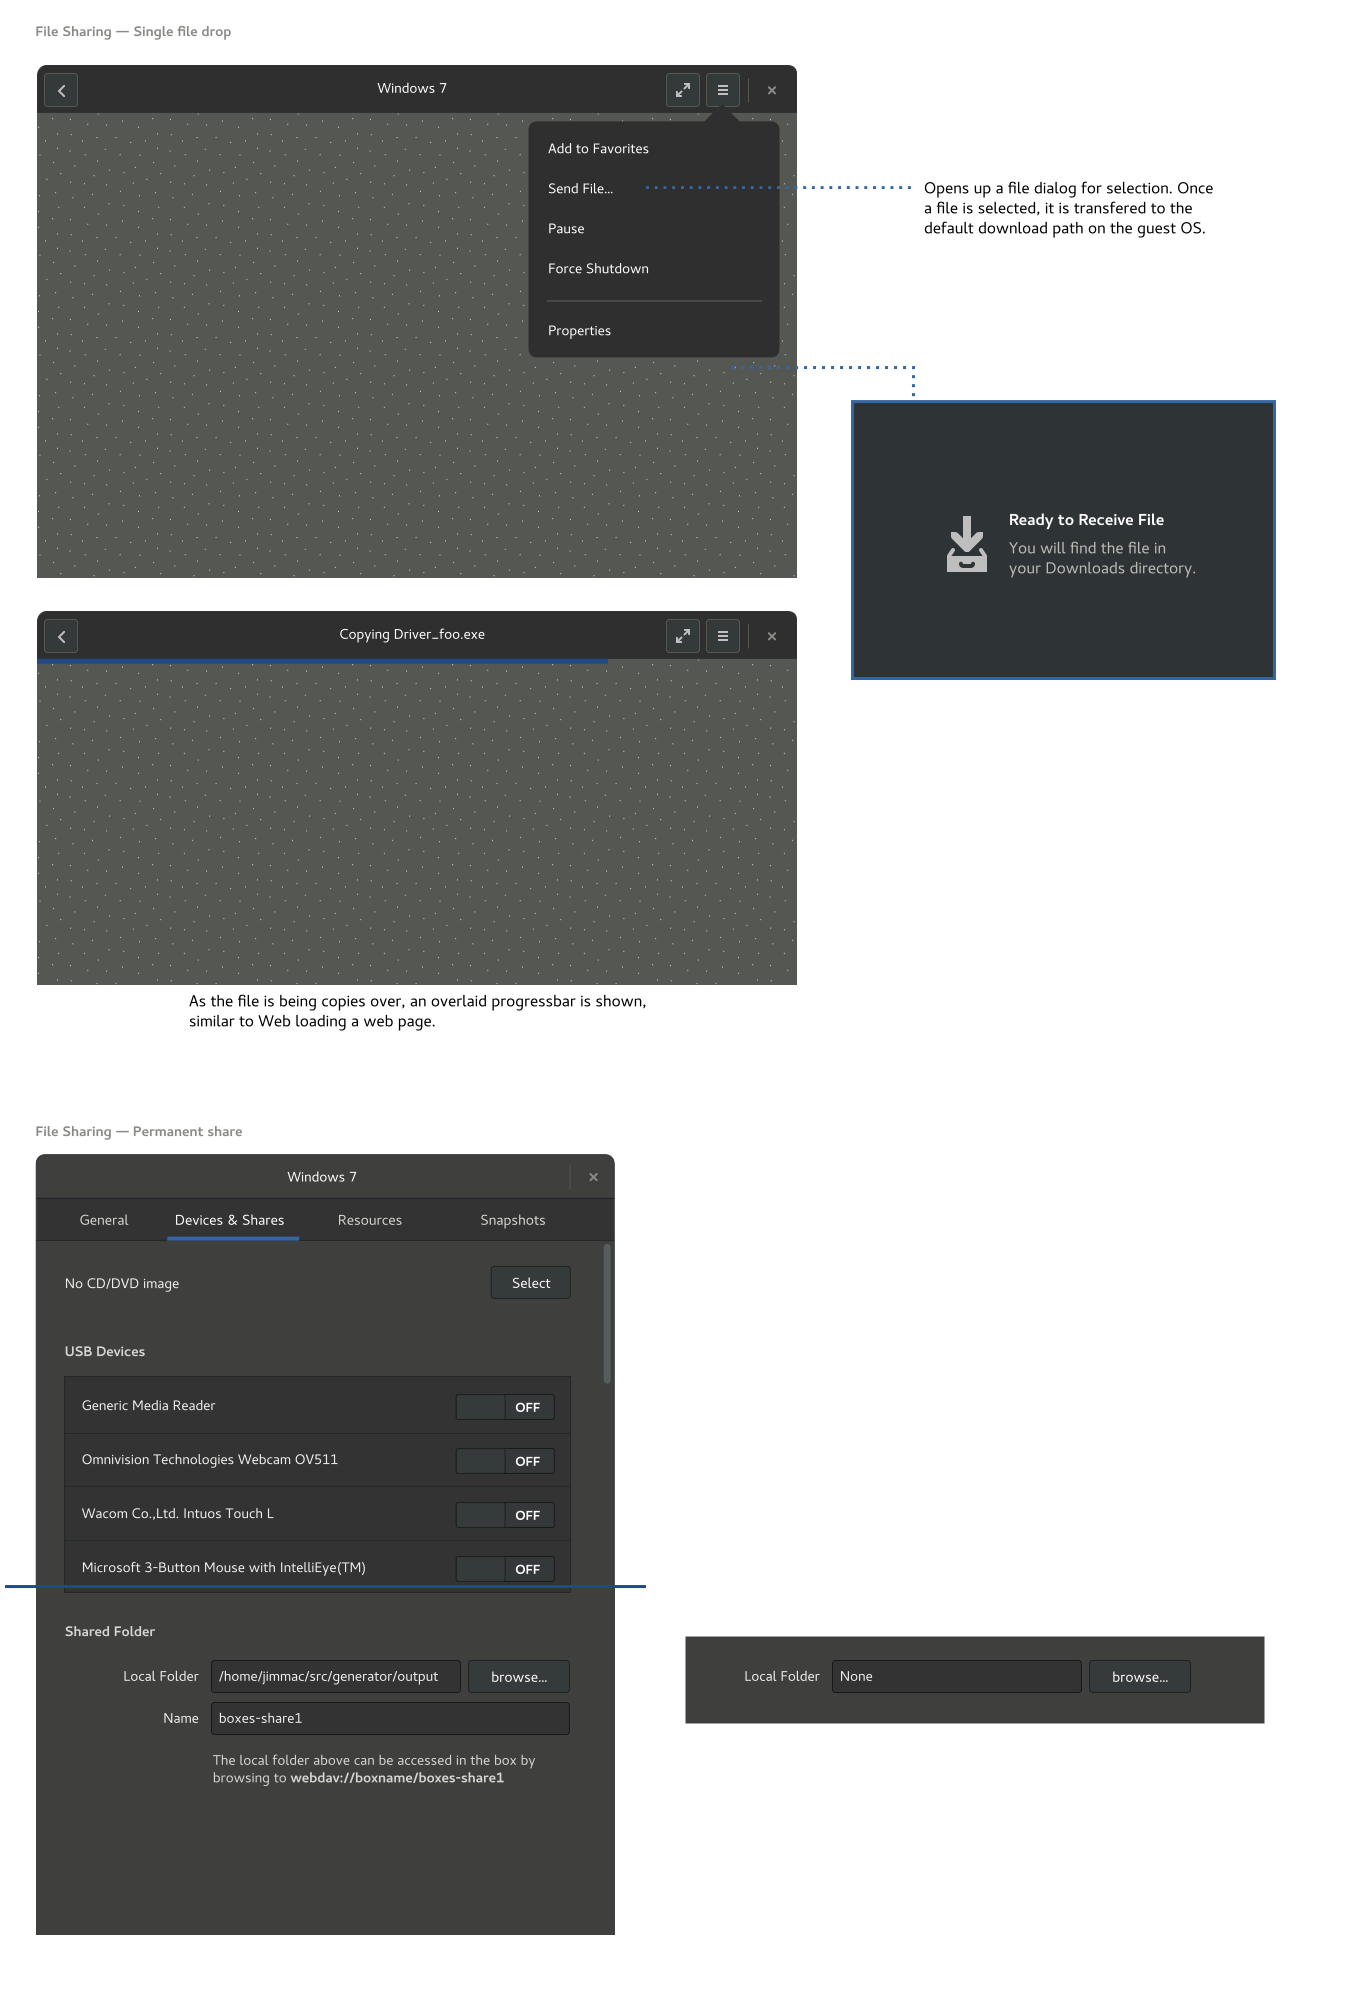 File Sharing — Single file drop
Windows 7
Add to Favorites
Send File...
Pause
Force Shutdown
Properties
Opens up a file dialog for selection. Once
a file is selected, it is transfered to the
default download path on the guest OS.
Ready to Receive File
You will find the file in
your Downloads directory.
Copying Driver_foo.exe
As the file is being copies over, an overlaid progressbar is shown,
similar to Web loading a web page.
File Sharing — Permanent share
Windows 7
General Devices & Shares Resources Snapshots
No CD/DVD image Select
USB Devices
Generic Media Reader OFF
Omnivision Technologies Webcam OV511 OFF
Wacom Co.,Ltd. Intuos Touch L OFF
Microsoft 3-Button Mouse with IntelliEye(TM) OFF
Shared Folder
Local Folder /home/jimmac/src/generator/output browse...
Name boxes-share1
The local folder above can be accessed in the box by
browsing to webdav://boxname/boxes-share1
Local Folder None browse...